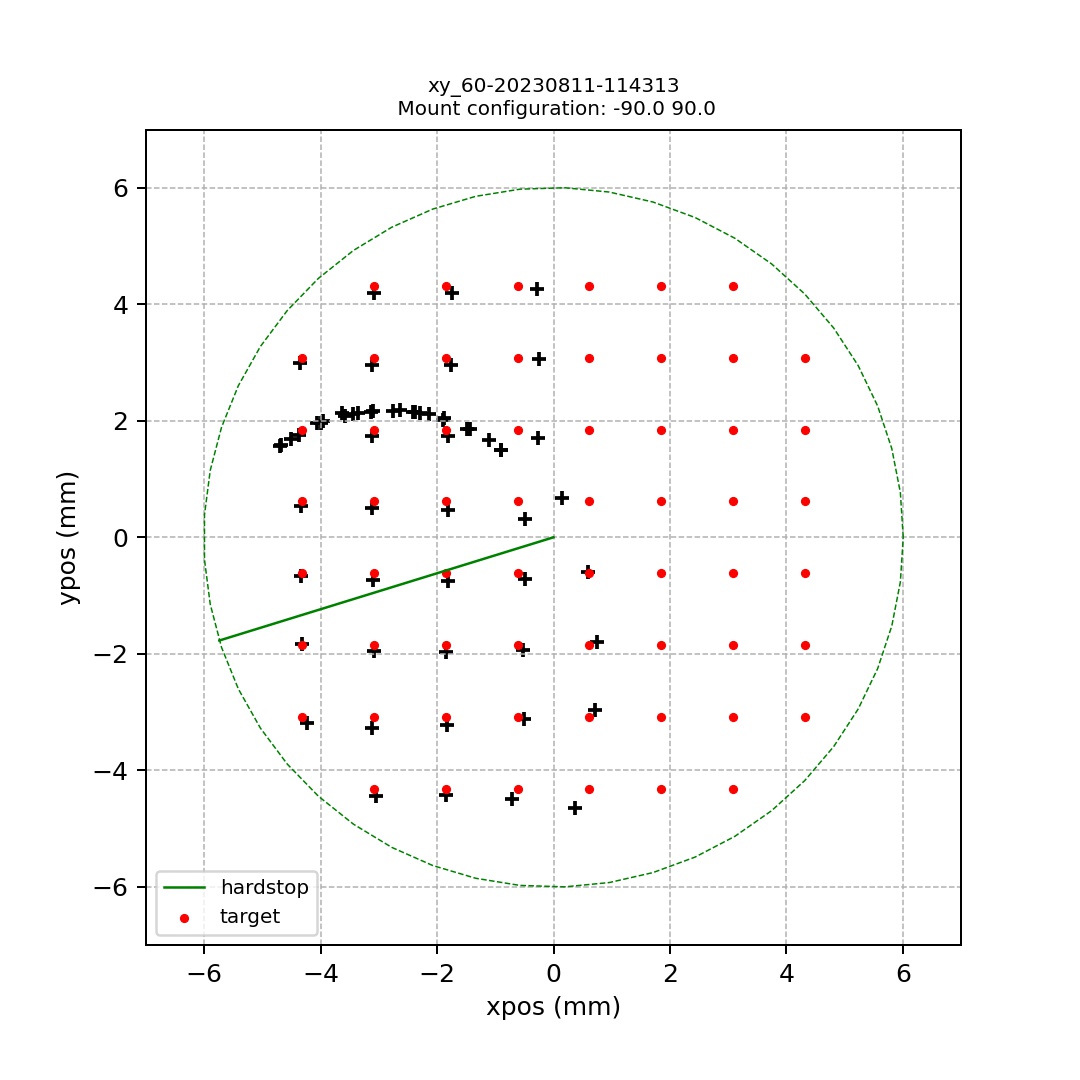 xy_60-20230811-114313
Mount configuration: -90.0 90.0
ypos (mm)
6
4
2
0
−2
−4
−6
hardstop
target
−6 −4 −2 0 2 4 6
xpos (mm)